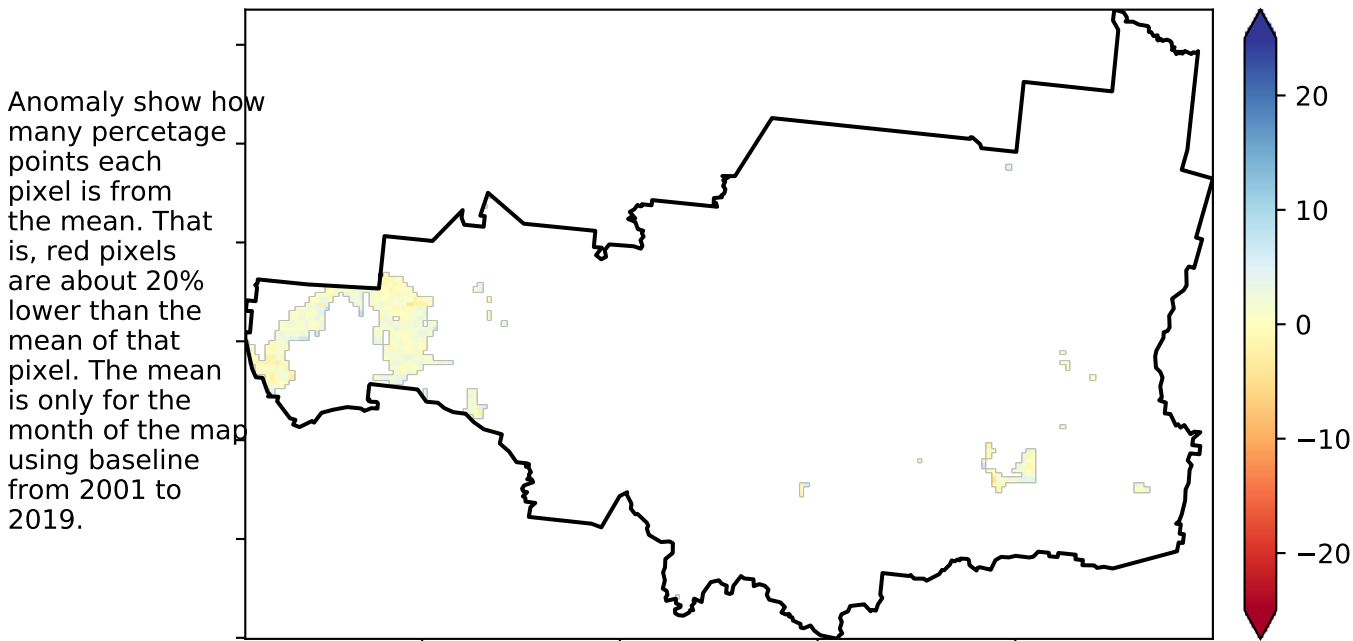 Anomaly show how
many percetage
points each
pixel is from
the mean. That
is, red pixels
are about 20%
lower than the
mean of that
pixel. The mean
is only for the
month of the map
using baseline
from 2001 to
2019.
20
10
0
−10
−20